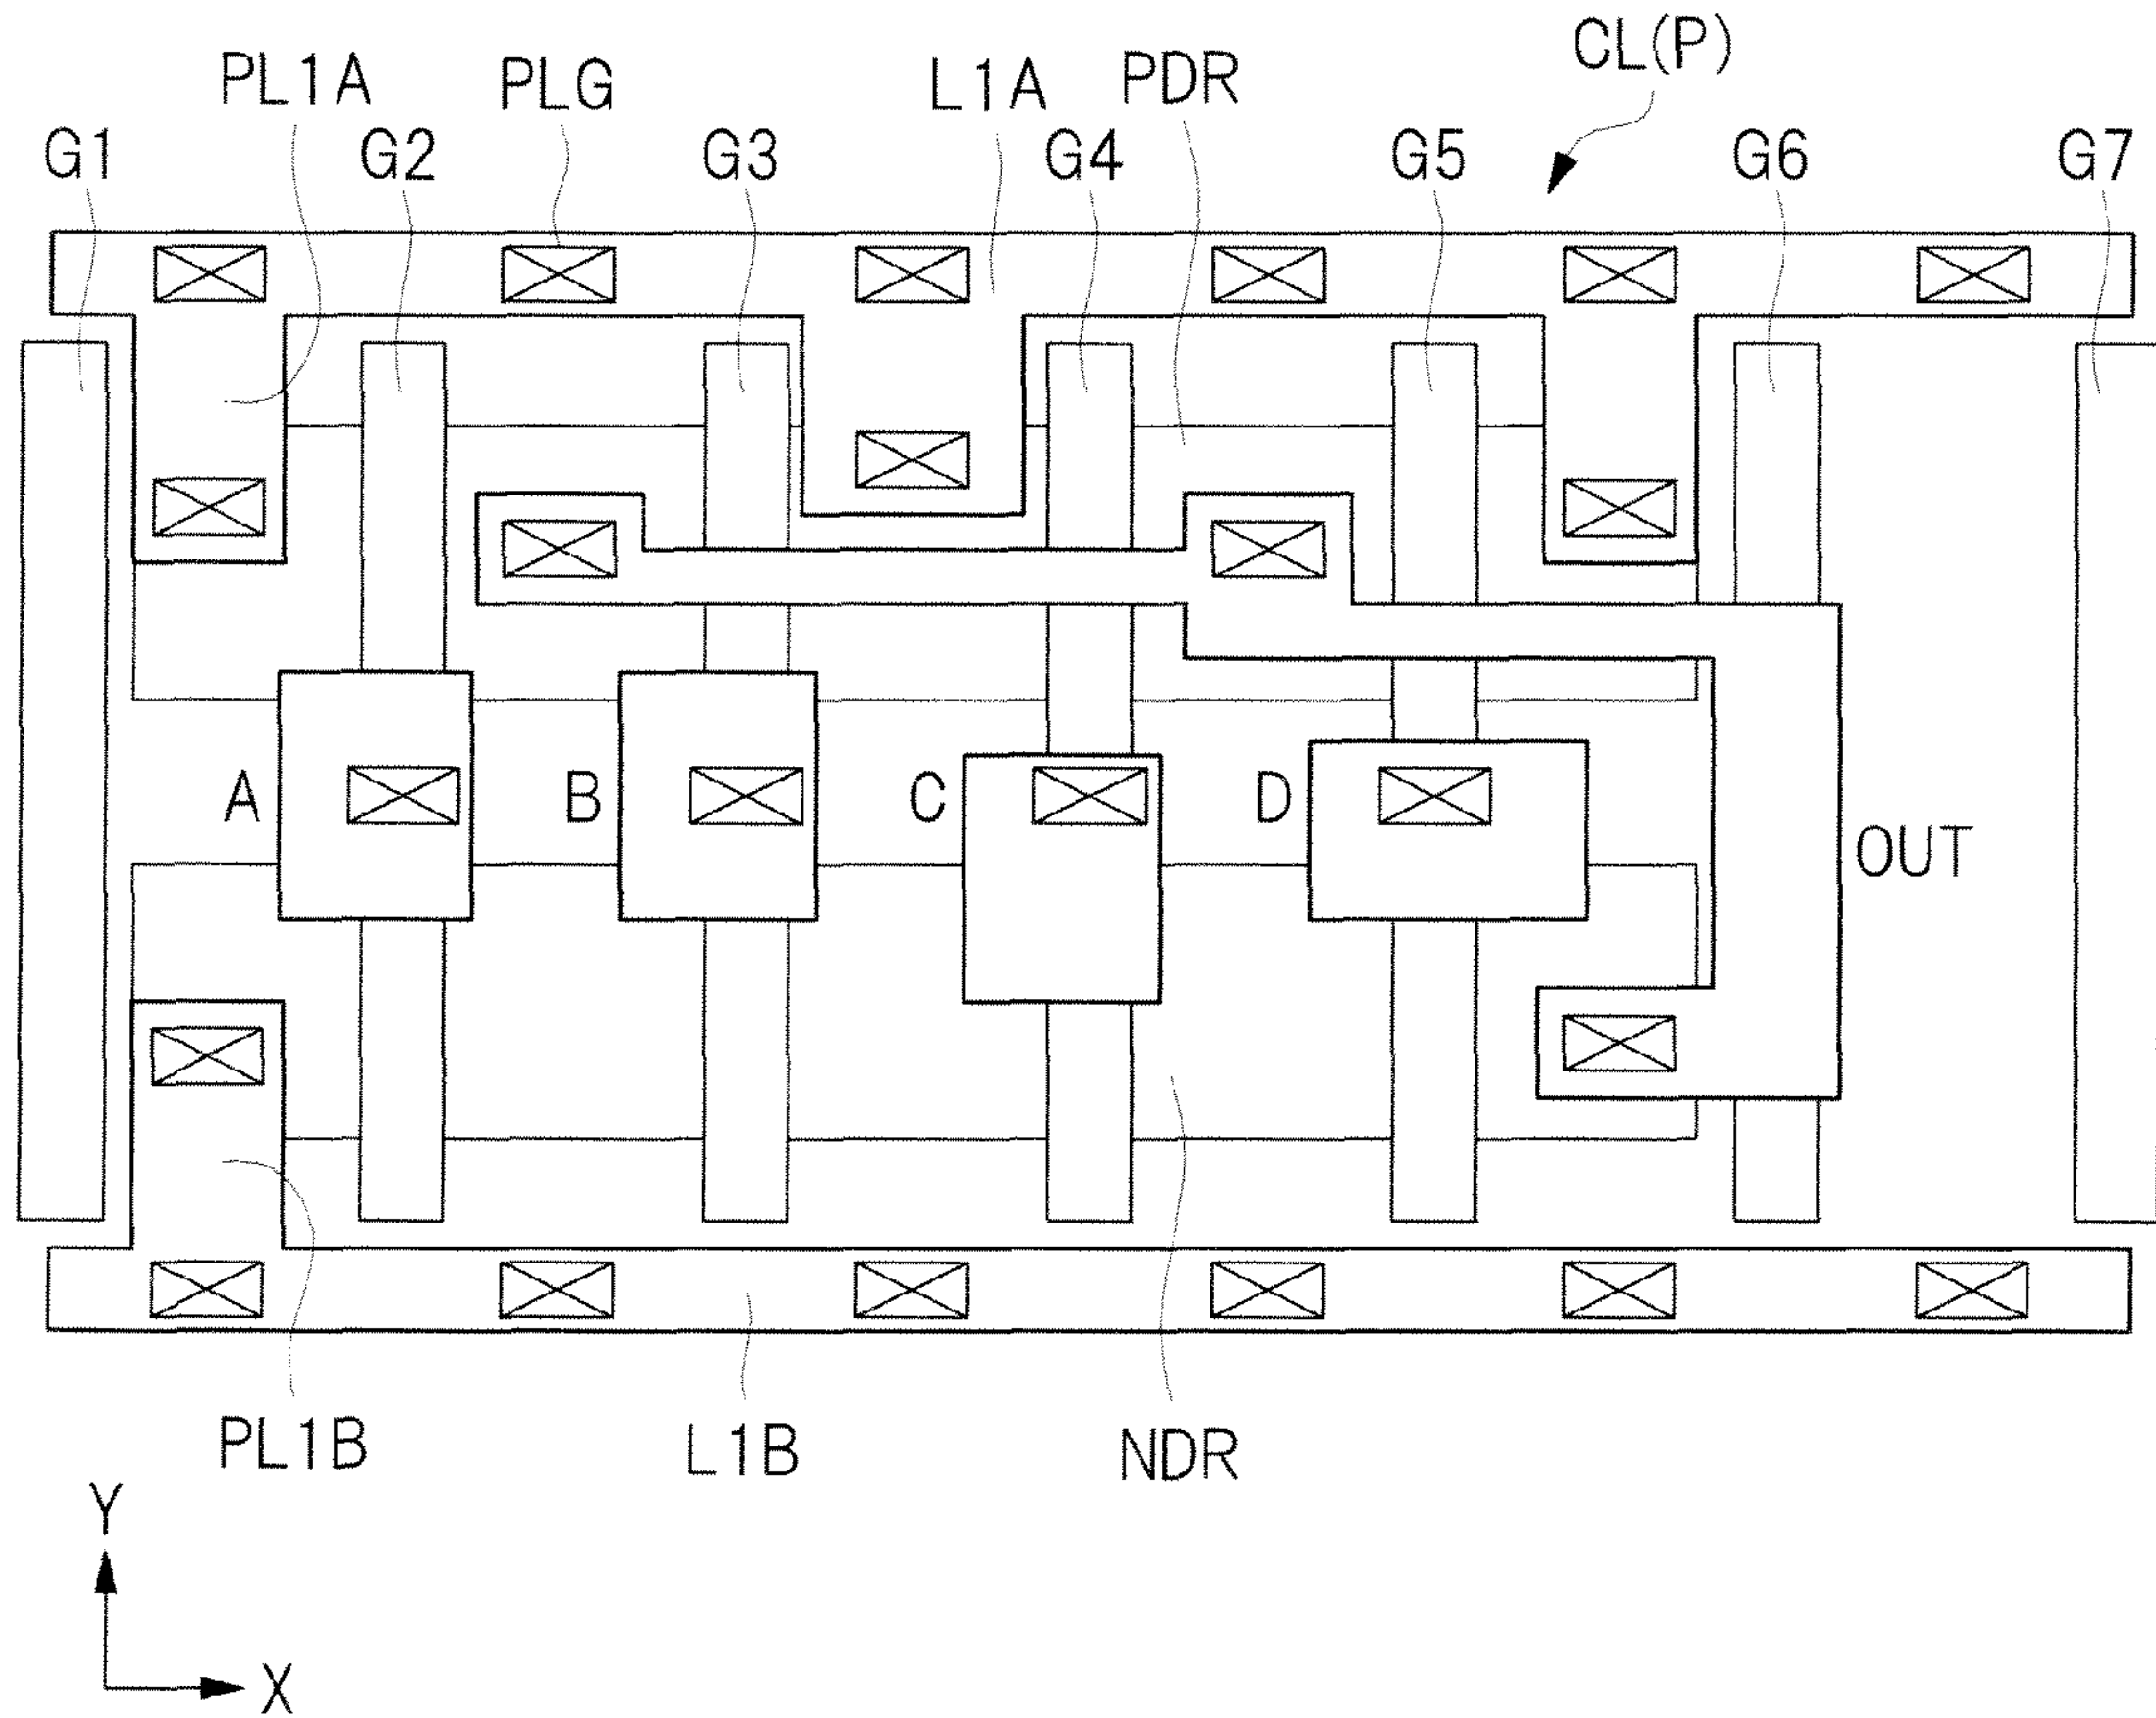 CL(P)
PL1A PLG L1A PDR
G1 G2 G3 G4 G5 G6 G7
A B C D
OUT
PL1B L1B NDR
Y
X